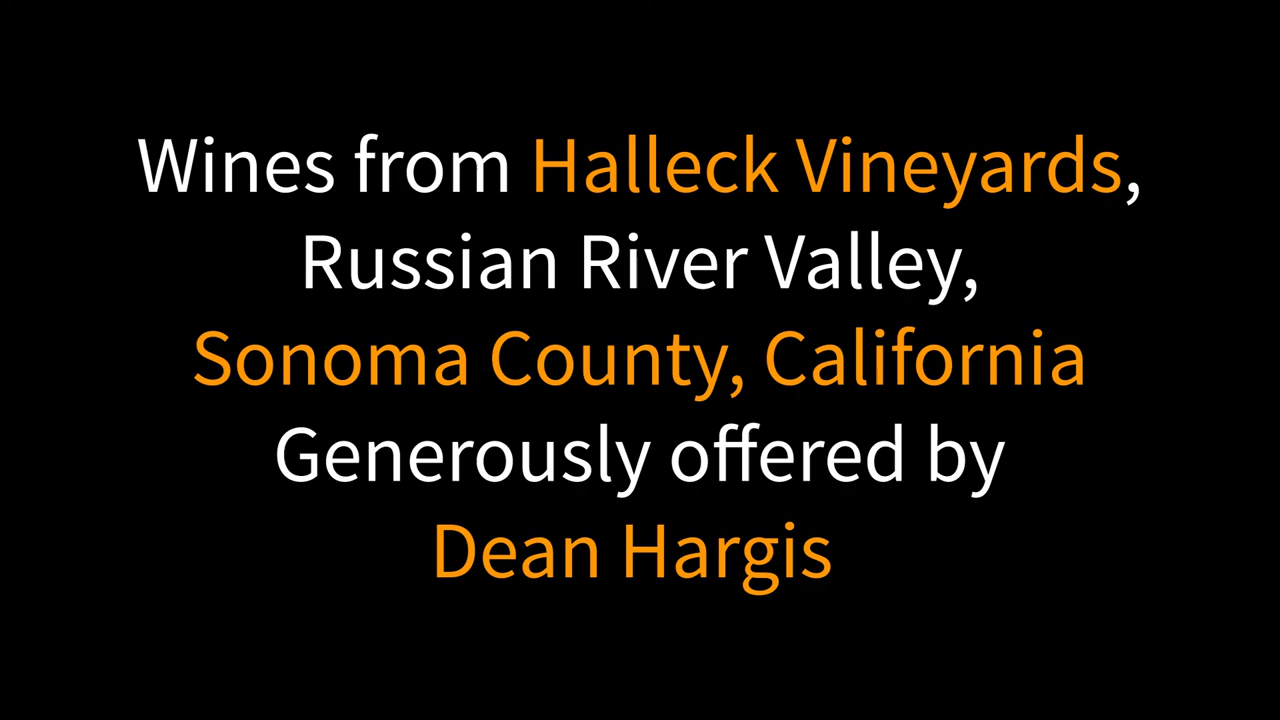 Wines from Halleck Vineyards,
Russian River Valley,
Sonoma County, California
Generously offered by
Dean Hargis